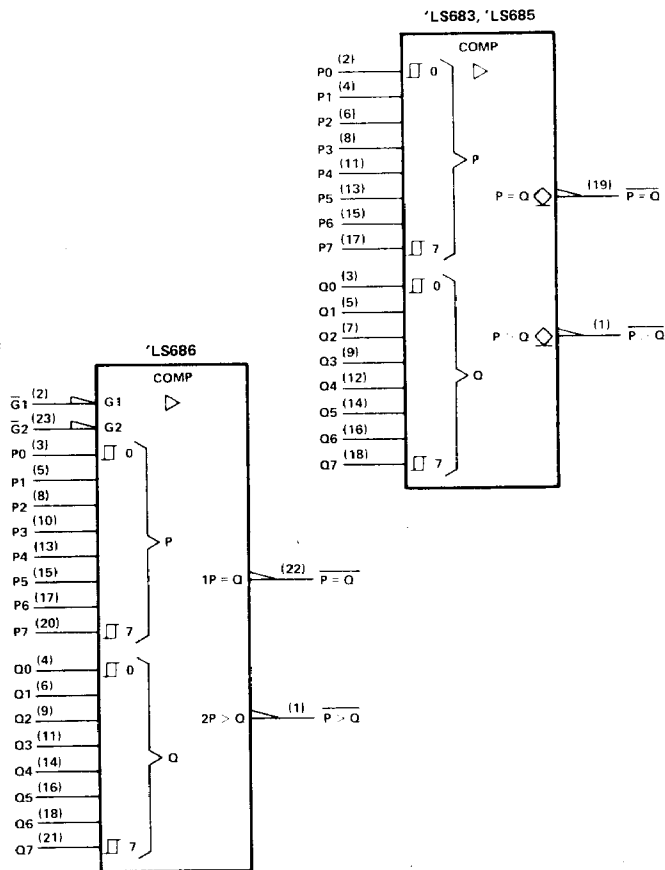 'LS683, 'LS685
COMP
P0 (2) 0
P1 (4)
P2 (6)
P3 (8)
P4 (11)
P5 (13)
P6 (15)
P7 (17) 7
P
Q0 (3) 0
Q1 (5)
Q2 (7)
Q3 (9)
Q4 (12)
Q5 (14)
Q6 (16)
Q7 (18) 7
Q
P = Q (19) P = Q
P Q (1) P Q
'LS686
COMP
G1 (2) G1
G2 (23) G2
P0 (3) 0
P1 (5)
P2 (8)
P3 (10)
P4 (13)
P5 (15)
P6 (17)
P7 (20) 7
P
Q0 (4) 0
Q1 (6)
Q2 (9)
Q3 (11)
Q4 (14)
Q5 (16)
Q6 (18)
Q7 (21) 7
Q
1P = Q (22) P = Q
2P > Q (1) P > Q